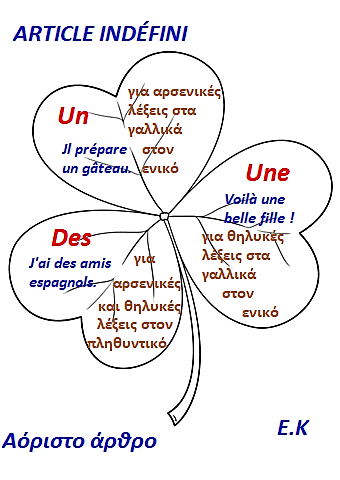 ARTICLE INDÉFINI
Un
για αρσενικές
λέξεις στα
γαλλικά
στον
ενικό
Jl prépare
un gâteau.
Une
Voilà une
belle fille !
για θηλυκές
λέξεις στα
γαλλικά
στον
ενικό
Des
J'ai des amis
espagnols.
για
αρσενικές
και θηλυκές
λέξεις στον
πληθυντικό
Αόριστο άρθρο
E.K